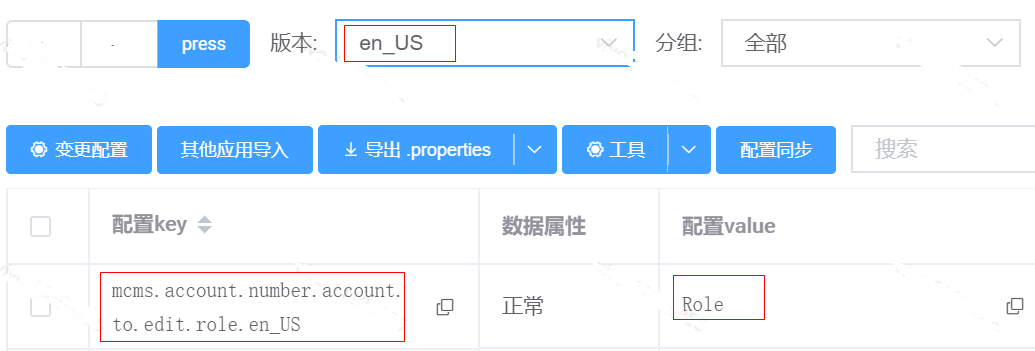 press 版本: en_US 分组: 全部
变更配置 其他应用导入 导出 .properties 工具 配置同步 搜索
配置key 数据属性 配置value
mcms.account.number.account.
to.edit.role.en_US
正常
Role